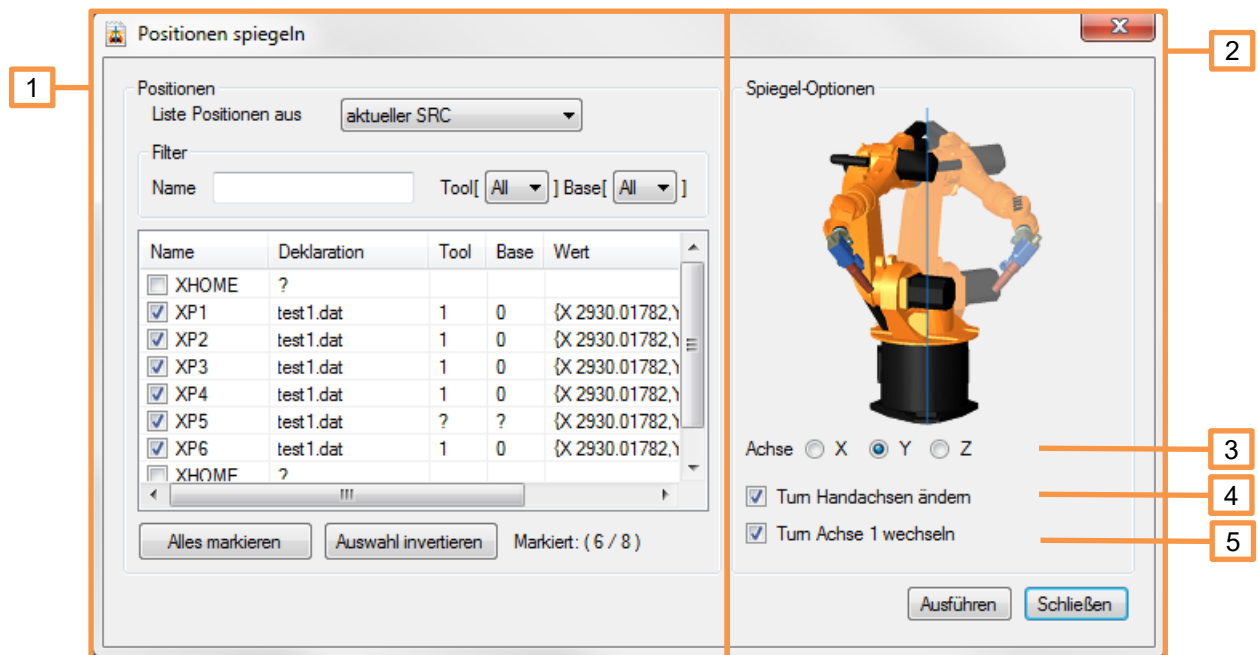 Positionen spiegeln
1
2
Positionen
Liste Positionen aus aktueller SRC
Filter
Name Tool[ All ] Base[ All ]
Name Deklaration Tool Base Wert
XHOME ?
XP1 test1.dat 1 0 {X 2930.01782,Y
XP2 test1.dat 1 0 {X 2930.01782,Y
XP3 test1.dat 1 0 {X 2930.01782,Y
XP4 test1.dat 1 0 {X 2930.01782,Y
XP5 test1.dat ? ? {X 2930.01782,Y
XP6 test1.dat 1 0 {X 2930.01782,Y
XHOME ?
Alles markieren Auswahl invertieren Markiert: ( 6 / 8 )
Spiegel-Optionen
Achse X Y Z
3
Turn Handachsen ändern
4
Turn Achse 1 wechseln
5
Ausführen Schließen